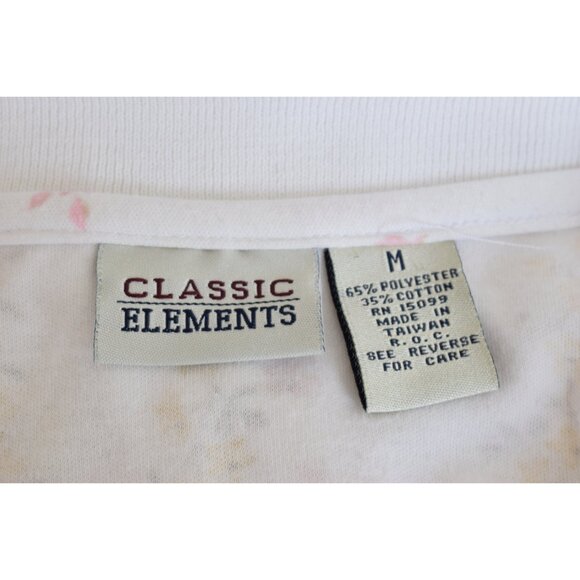 CLASSIC
ELEMENTS
M
65% POLYESTER
35% COTTON
RN 15099
MADE IN
TAIWAN
R. O. C.
SEE REVERSE
FOR CARE